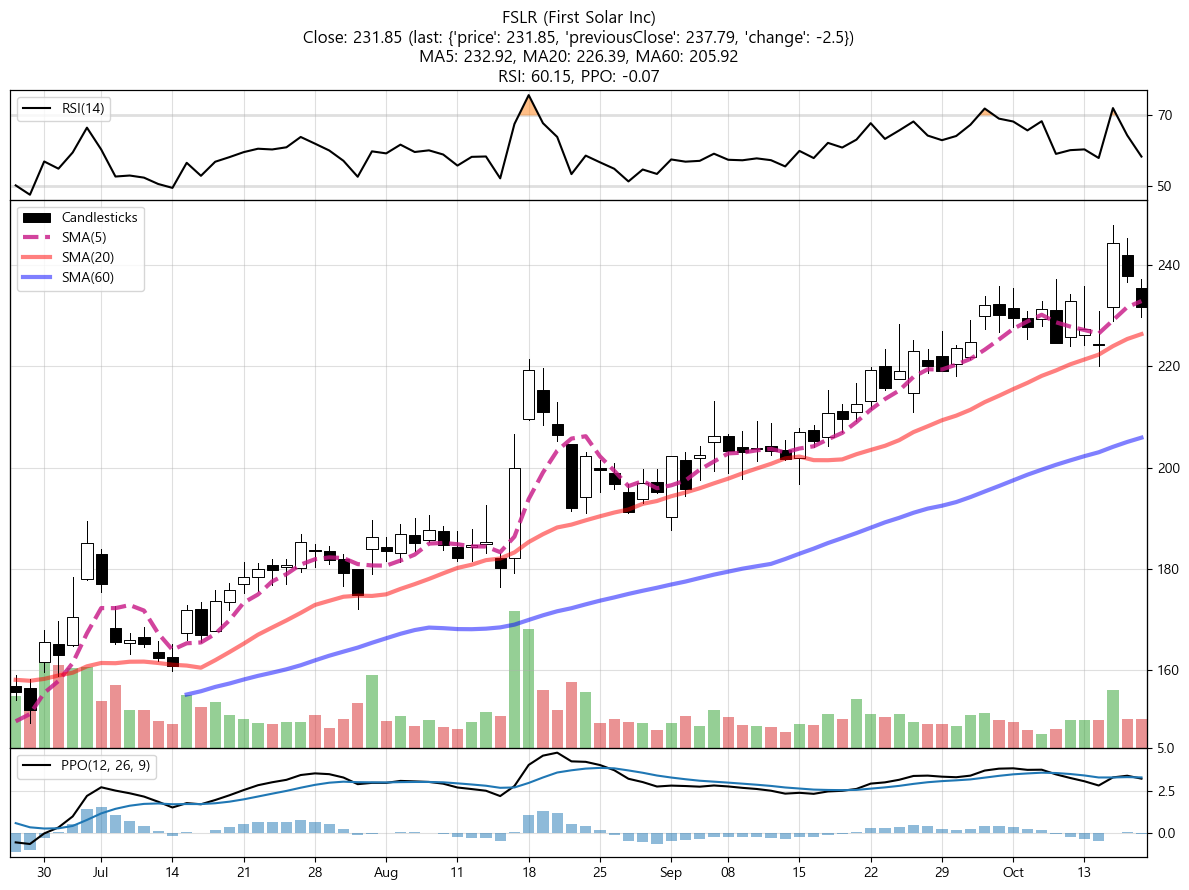 FSLR (First Solar Inc)
Close: 231.85 (last: {'price': 231.85, 'previousClose': 237.79, 'change': -2.5})
MA5: 232.92, MA20: 226.39, MA60: 205.92
RSI: 60.15, PPO: -0.07
RSI(14)
70
50
Candlesticks
SMA(5)
SMA(20)
SMA(60)
240
220
200
180
160
PPO(12, 26, 9)
5.0
2.5
0.0
30 Jul 14 21 28 Aug 11 18 25 Sep 08 15 22 29 Oct 13